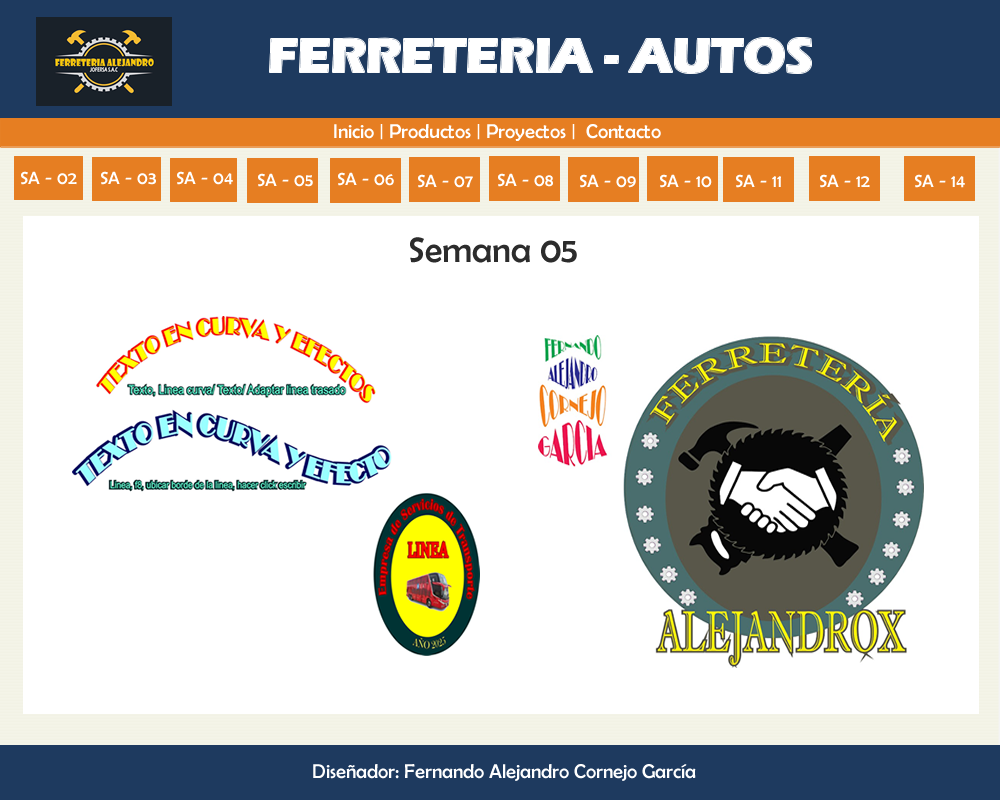 FERRETERIA ALEJANDRO
JOFERSA S.A.C
FERRETERIA - AUTOS
Inicio | Productos | Proyectos | Contacto
SA - 02
SA - 03
SA - 04
SA - 05
SA - 06
SA - 07
SA - 08
SA - 09
SA - 10
SA - 11
SA - 12
SA - 14
Semana 05
TEXTO EN CURVA Y EFECTOS
Texto, Linea curva/ Texto/ Adaptar linea trasado
TEXTO EN CURVA Y EFECTO
Linea, f8, ubicar borde de la linea, hacer click escribir
Empresa de Servicios de Transporte
LINEA
AÑO 2025
FERNANDO
ALEJANDRO
CORNEJO
GARCIA
FERRETERÍA
ALEJANDROX
Diseñador: Fernando Alejandro Cornejo García